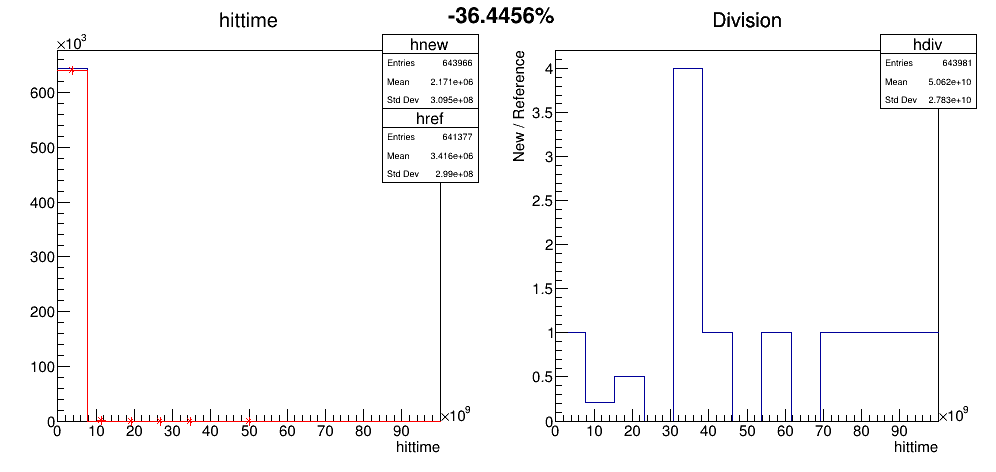 -36.4456%
hittime
×10³
hnew
Entries 643966
Mean 2.171e+06
Std Dev 3.095e+08
href
Entries 641377
Mean 3.416e+06
Std Dev 2.99e+08
600
500
400
300
200
100
0
0 10 20 30 40 50 60 70 80 90
×10⁹
hittime
Division
hdiv
Entries 643981
Mean 5.062e+10
Std Dev 2.783e+10
New / Reference
4
3.5
3
2.5
2
1.5
1
0.5
0
0 10 20 30 40 50 60 70 80 90
×10⁹
hittime